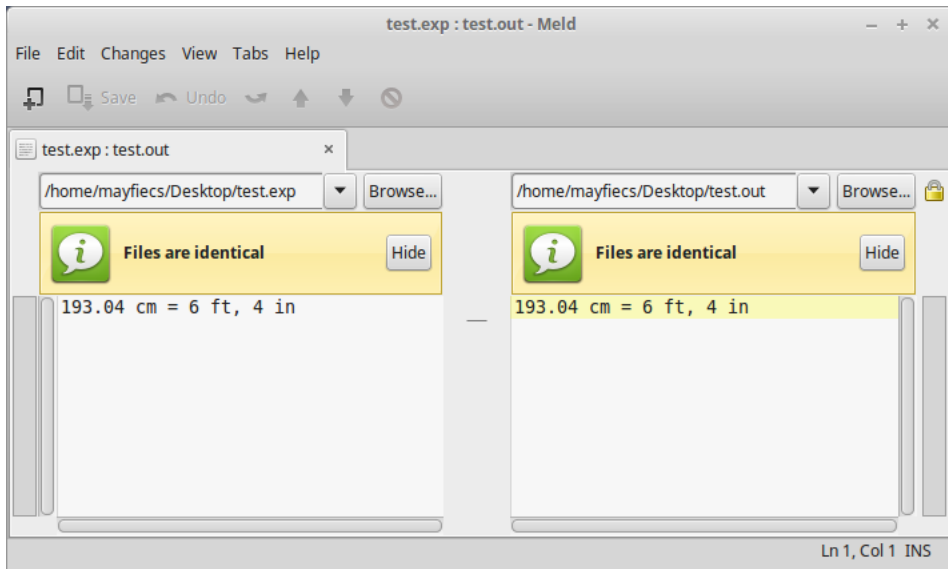 test.exp : test.out - Meld
File Edit Changes View Tabs Help
Save Undo
test.exp : test.out
/home/mayfiecs/Desktop/test.exp Browse... /home/mayfiecs/Desktop/test.out Browse...
Files are identical Hide Files are identical Hide
193.04 cm = 6 ft, 4 in 193.04 cm = 6 ft, 4 in
Ln 1, Col 1 INS